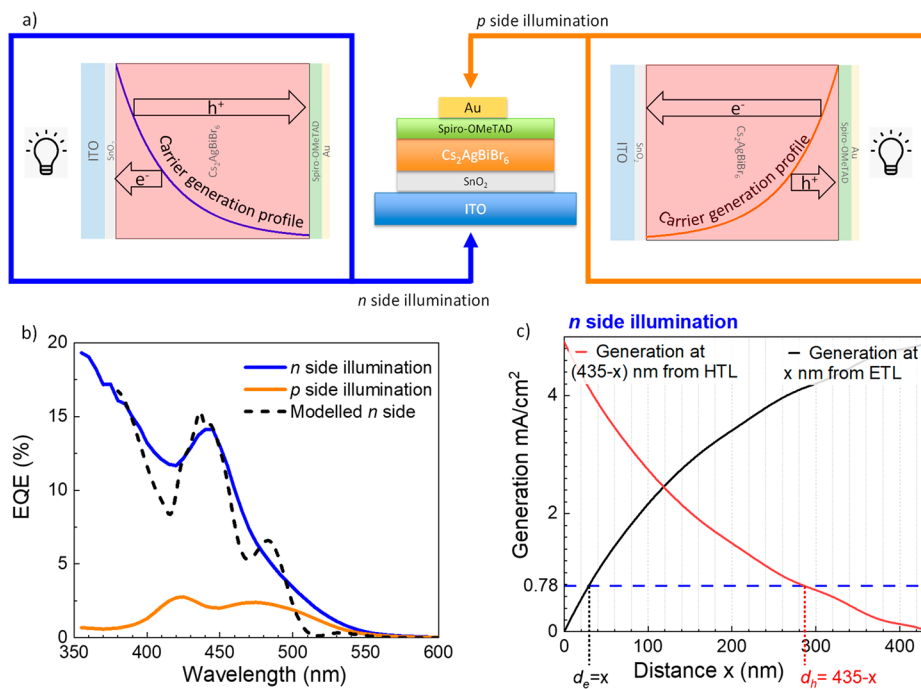 a)
p side illumination
ITO
SnO2
h+
Cs2AgBiBr6
e-
Carrier generation profile
Spiro-OMeTAD
Au
Au
Spiro-OMeTAD
Cs2AgBiBr6
SnO2
ITO
ITO
SnO2
e-
Cs2AgBiBr6
h+
Carrier generation profile
Spiro-OMeTAD
Au
n side illumination
b)
EQE (%)
20
15
10
5
0
n side illumination
p side illumination
Modelled n side
350 400 450 500 550 600
Wavelength (nm)
c)
n side illumination
Generation mA/cm2
4
2
0.78
0
Generation at
(435-x) nm from HTL
Generation at
x nm from ETL
0 100 200 300 400
Distance x (nm)
de=x
dh= 435-x